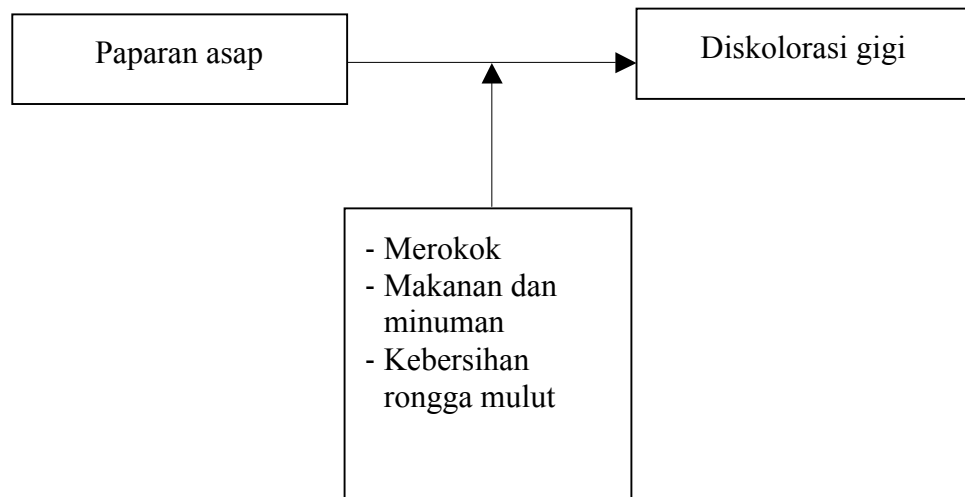 Paparan asap
Diskolorasi gigi
- Merokok
- Makanan dan
minuman
- Kebersihan
rongga mulut